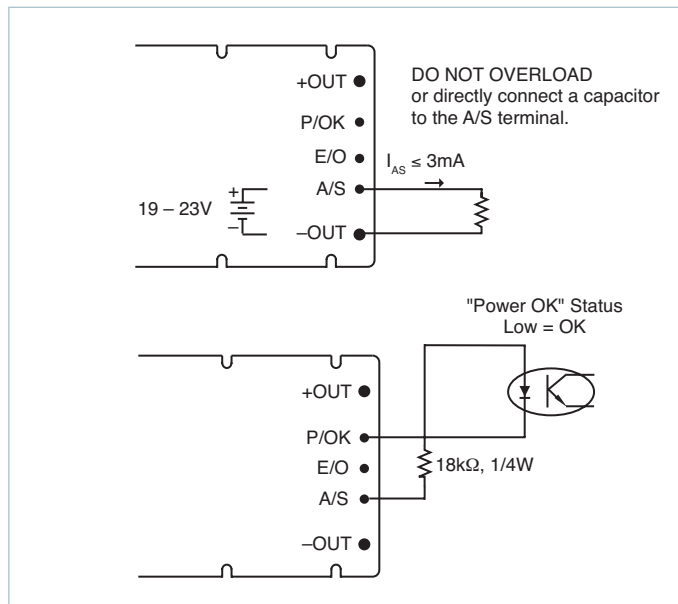 +OUT
DO NOT OVERLOAD
or directly connect a capacitor
to the A/S terminal.
P/OK
E/O
I_AS ≤ 3mA
A/S
19 – 23V
+
–
–OUT
"Power OK" Status
Low = OK
+OUT
P/OK
18kΩ, 1/4W
E/O
A/S
–OUT